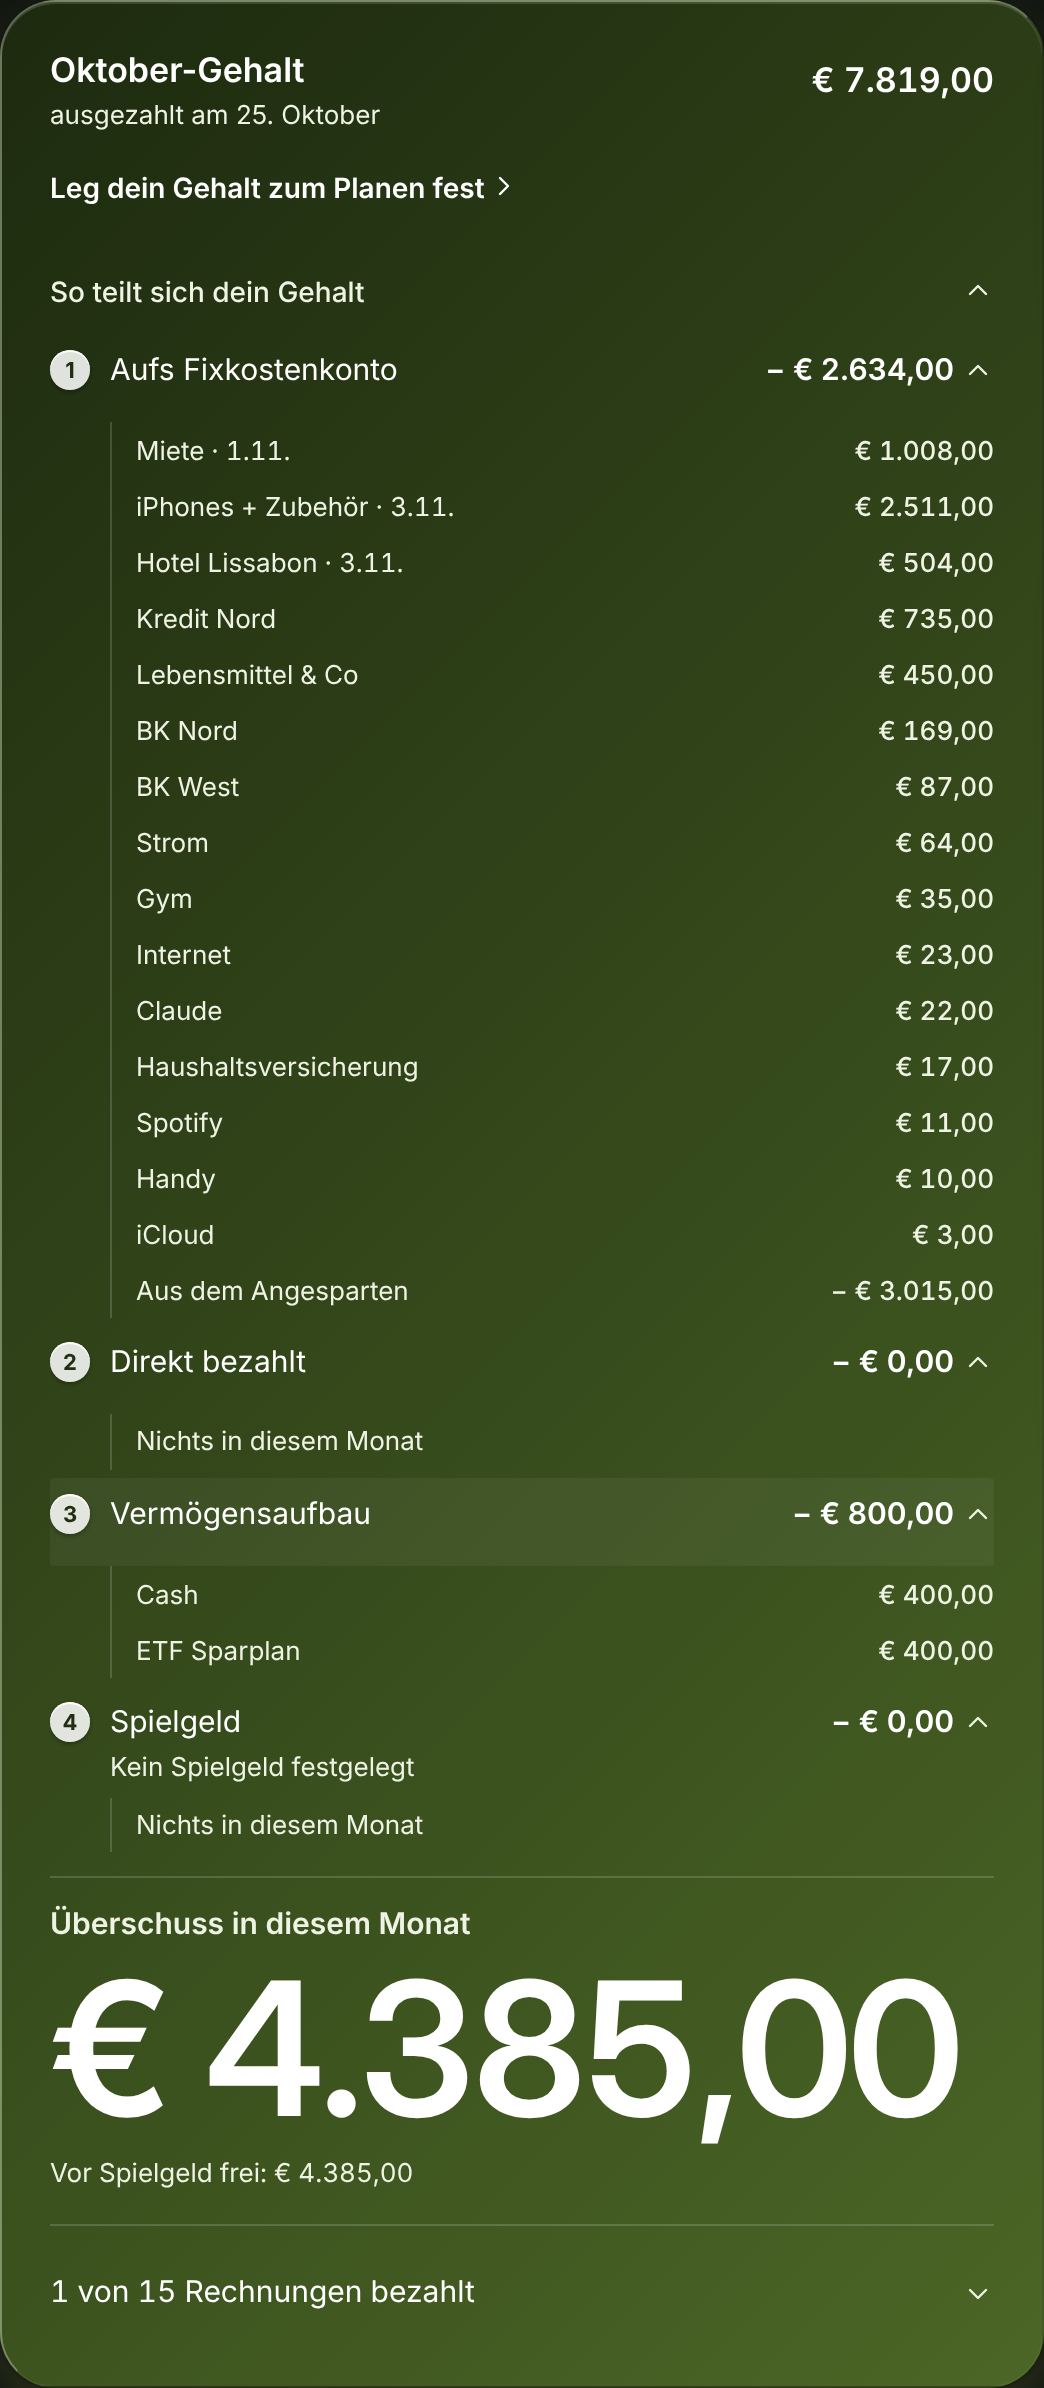 Oktober-Gehalt
€ 7.819,00
ausgezahlt am 25. Oktober
Leg dein Gehalt zum Planen fest
So teilt sich dein Gehalt
1 Aufs Fixkostenkonto – € 2.634,00
Miete · 1.11. € 1.008,00
iPhones + Zubehör · 3.11. € 2.511,00
Hotel Lissabon · 3.11. € 504,00
Kredit Nord € 735,00
Lebensmittel & Co € 450,00
BK Nord € 169,00
BK West € 87,00
Strom € 64,00
Gym € 35,00
Internet € 23,00
Claude € 22,00
Haushaltsversicherung € 17,00
Spotify € 11,00
Handy € 10,00
iCloud € 3,00
Aus dem Angesparten – € 3.015,00
2 Direkt bezahlt – € 0,00
Nichts in diesem Monat
3 Vermögensaufbau – € 800,00
Cash € 400,00
ETF Sparplan € 400,00
4 Spielgeld – € 0,00
Kein Spielgeld festgelegt
Nichts in diesem Monat
Überschuss in diesem Monat
€ 4.385,00
Vor Spielgeld frei: € 4.385,00
1 von 15 Rechnungen bezahlt